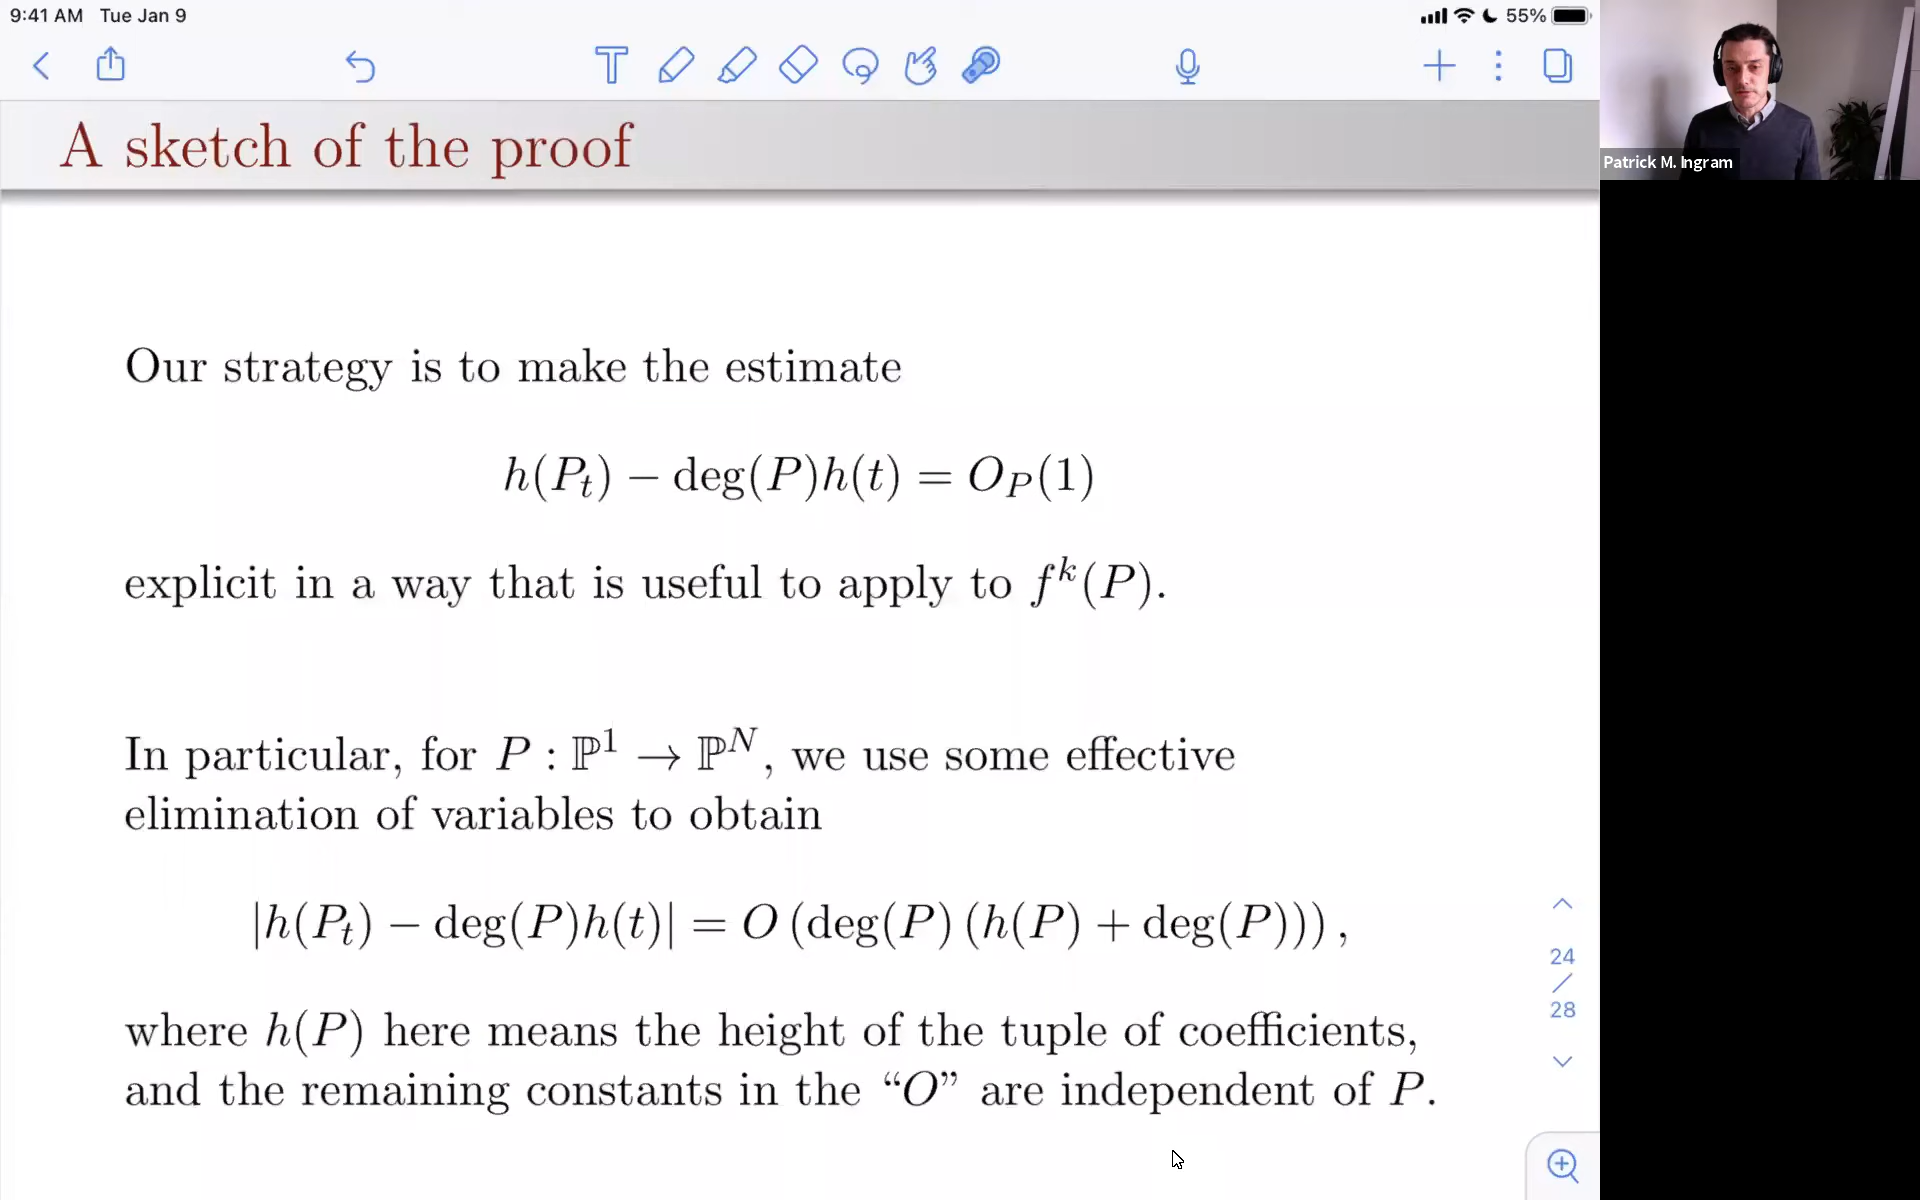 9:41 AM Tue Jan 9
55%
A sketch of the proof
Our strategy is to make the estimate
h(P_t) − deg(P)h(t) = O_P(1)
explicit in a way that is useful to apply to f^k(P).
In particular, for P : ℙ^1 → ℙ^N, we use some effective
elimination of variables to obtain
|h(P_t) − deg(P)h(t)| = O (deg(P) (h(P) + deg(P))) ,
where h(P) here means the height of the tuple of coefficients,
and the remaining constants in the “O” are independent of P.
24
/
28
Patrick M. Ingram